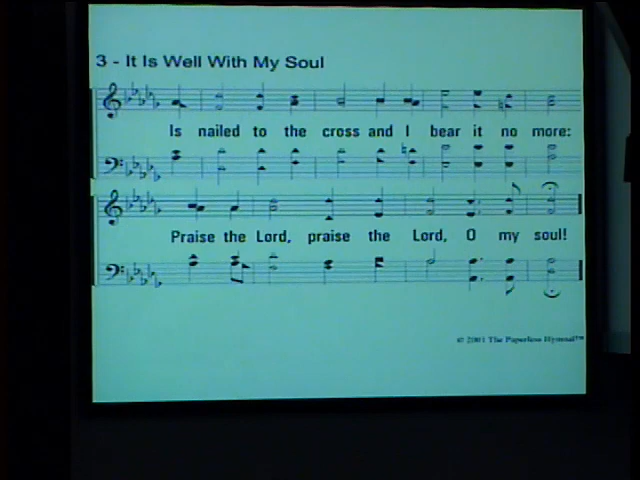 3 - It Is Well With My Soul
Is nailed to the cross and I bear it no more:
Praise the Lord, praise the Lord, O my soul!
© 2001 The Paperless Hymnal™